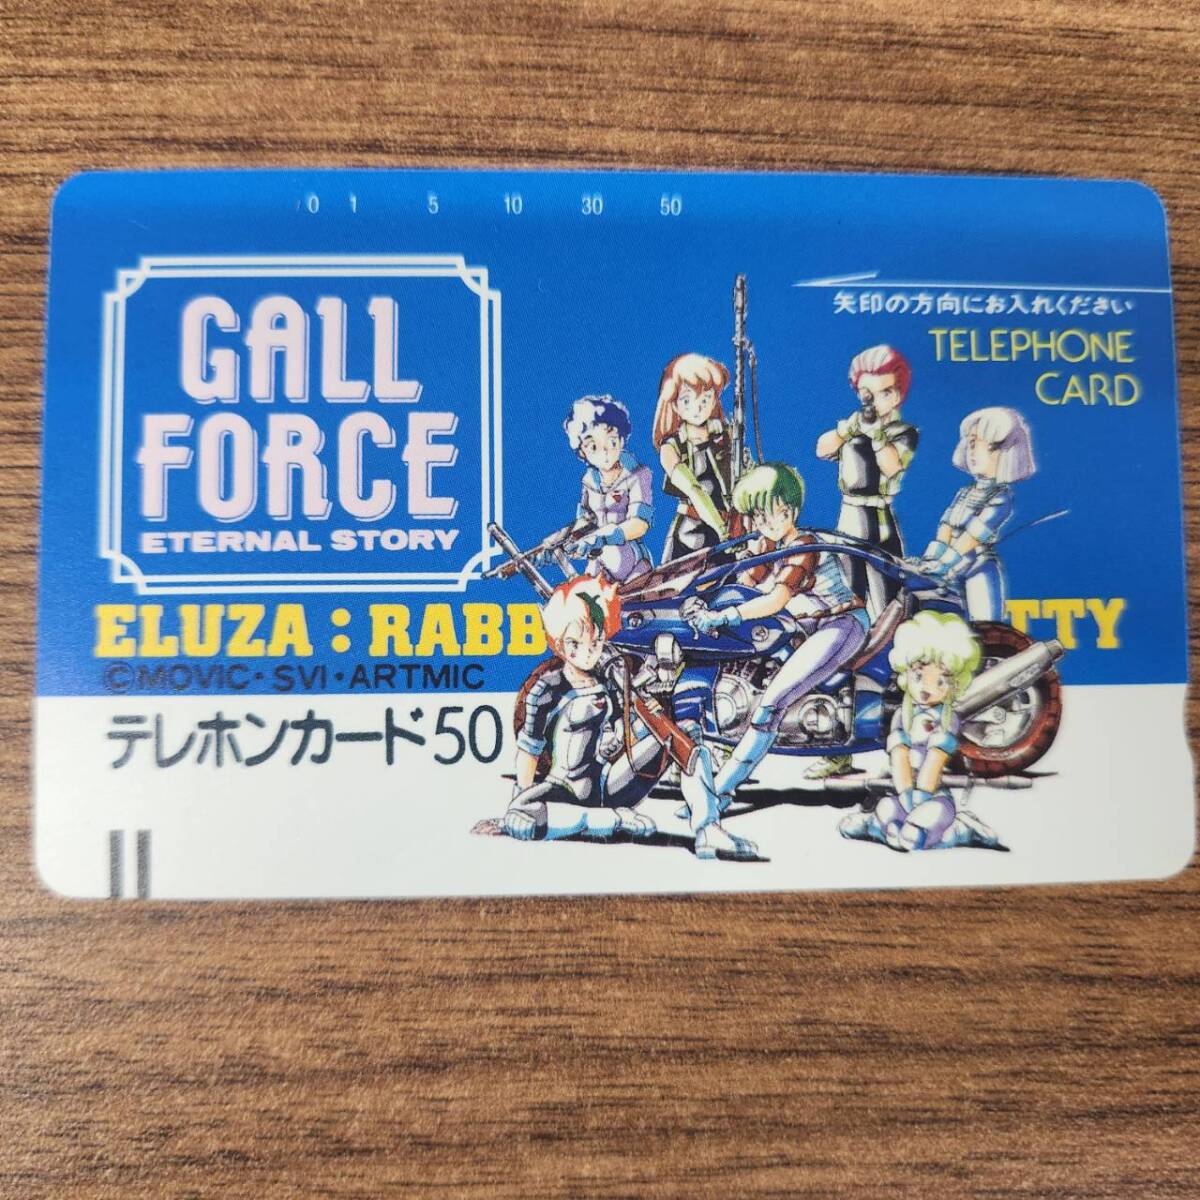 0 1 5 10 30 50
GALL
FORCE
ETERNAL STORY
矢印の方向にお入れください
TELEPHONE
CARD
ELUZA : RABB TTY
©MOVIC・SVI・ARTMIC
テレホンカード50